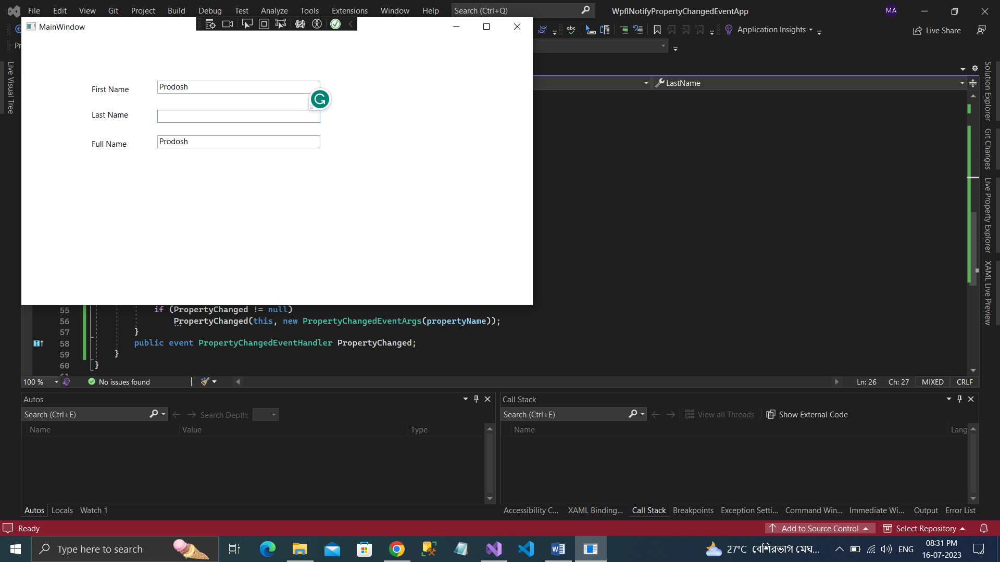 File Edit View Git Project Build Debug Test Analyze Tools Extensions Window Help Search (Ctrl+Q) WpfINotifyPropertyChangedEventApp MA
MainWindow
Application Insights Live Share
Live Visual Tree
LastName
First Name Prodosh
Last Name
Full Name Prodosh
Solution Explorer
Git Changes
Live Property Explorer
XAML Live Preview
55 if (PropertyChanged != null)
56 PropertyChanged(this, new PropertyChangedEventArgs(propertyName));
57 }
58 public event PropertyChangedEventHandler PropertyChanged;
59 }
60 }
100 % No issues found Ln: 26 Ch: 27 MIXED CRLF
Autos
Search (Ctrl+E) Search Depth:
Name Value Type
Autos Locals Watch 1
Call Stack
Search (Ctrl+E) View all Threads Show External Code
Name Lang
Accessibility C... XAML Binding... Call Stack Breakpoints Exception Setti... Command Win... Immediate Wi... Output Error List
Ready Add to Source Control Select Repository
Type here to search 27°C বেশিরভাগ মেঘ... ENG 08:31 PM
16-07-2023